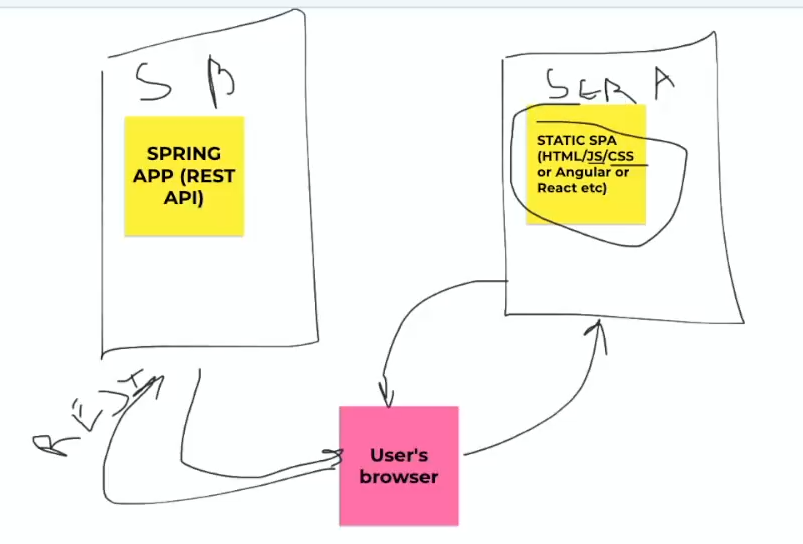 S B
SPRING
APP (REST
API)
SER A
STATIC SPA
(HTML/JS/CSS
or Angular or
React etc)
REST
User's
browser